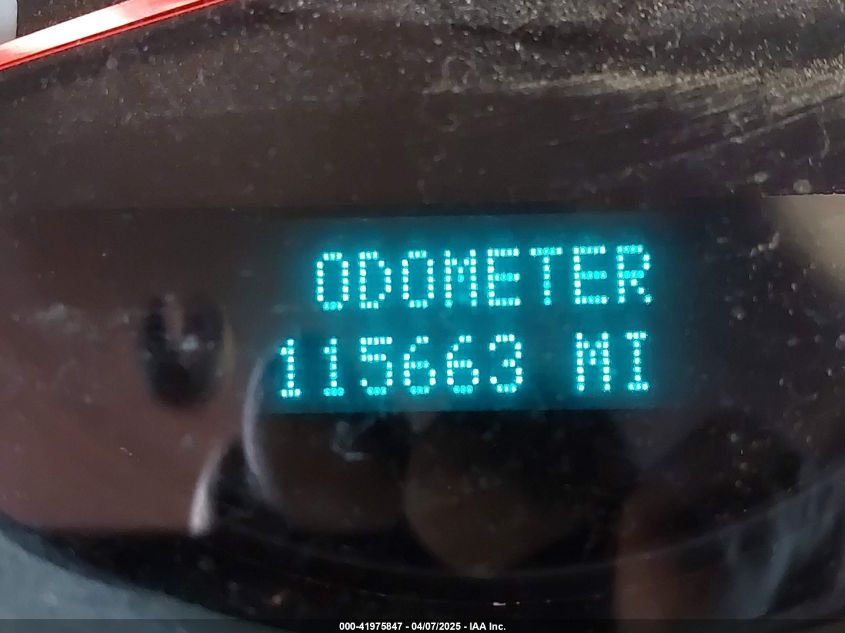 ODOMETER
115663 MI
000-41975847 - 04/07/2025 - IAA Inc.